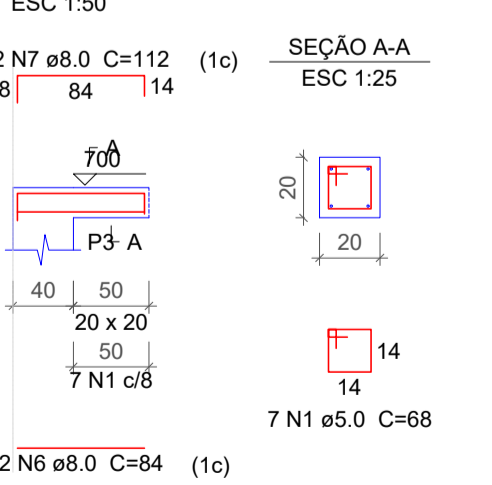 ESC 1:50
2 N7 ø8.0 C=112 (1c)
8 84 14
SEÇÃO A-A
ESC 1:25
A
700
P3 A
40 50
20 x 20
50
7 N1 c/8
20
20
14
14
7 N1 ø5.0 C=68
2 N6 ø8.0 C=84 (1c)